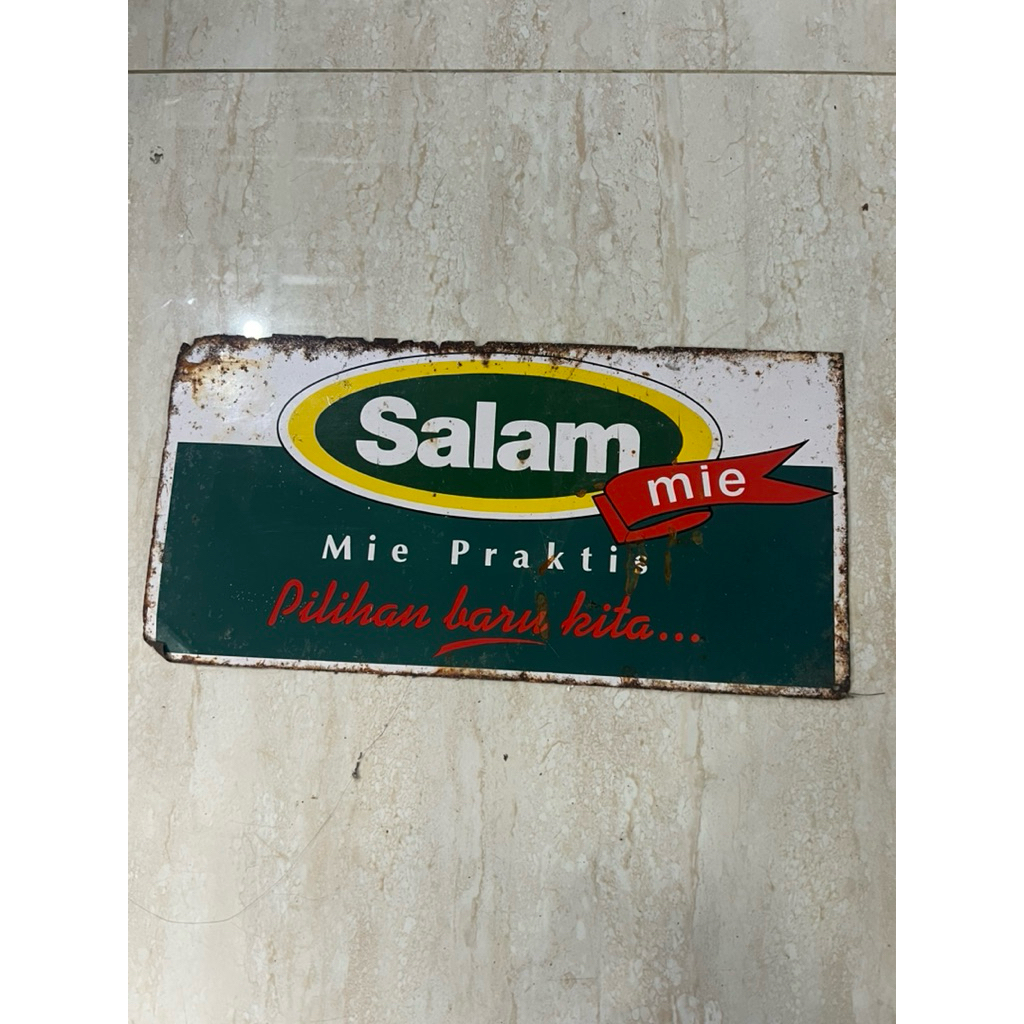 Salam
mie
Mie Praktis
Pilihan baru kita...